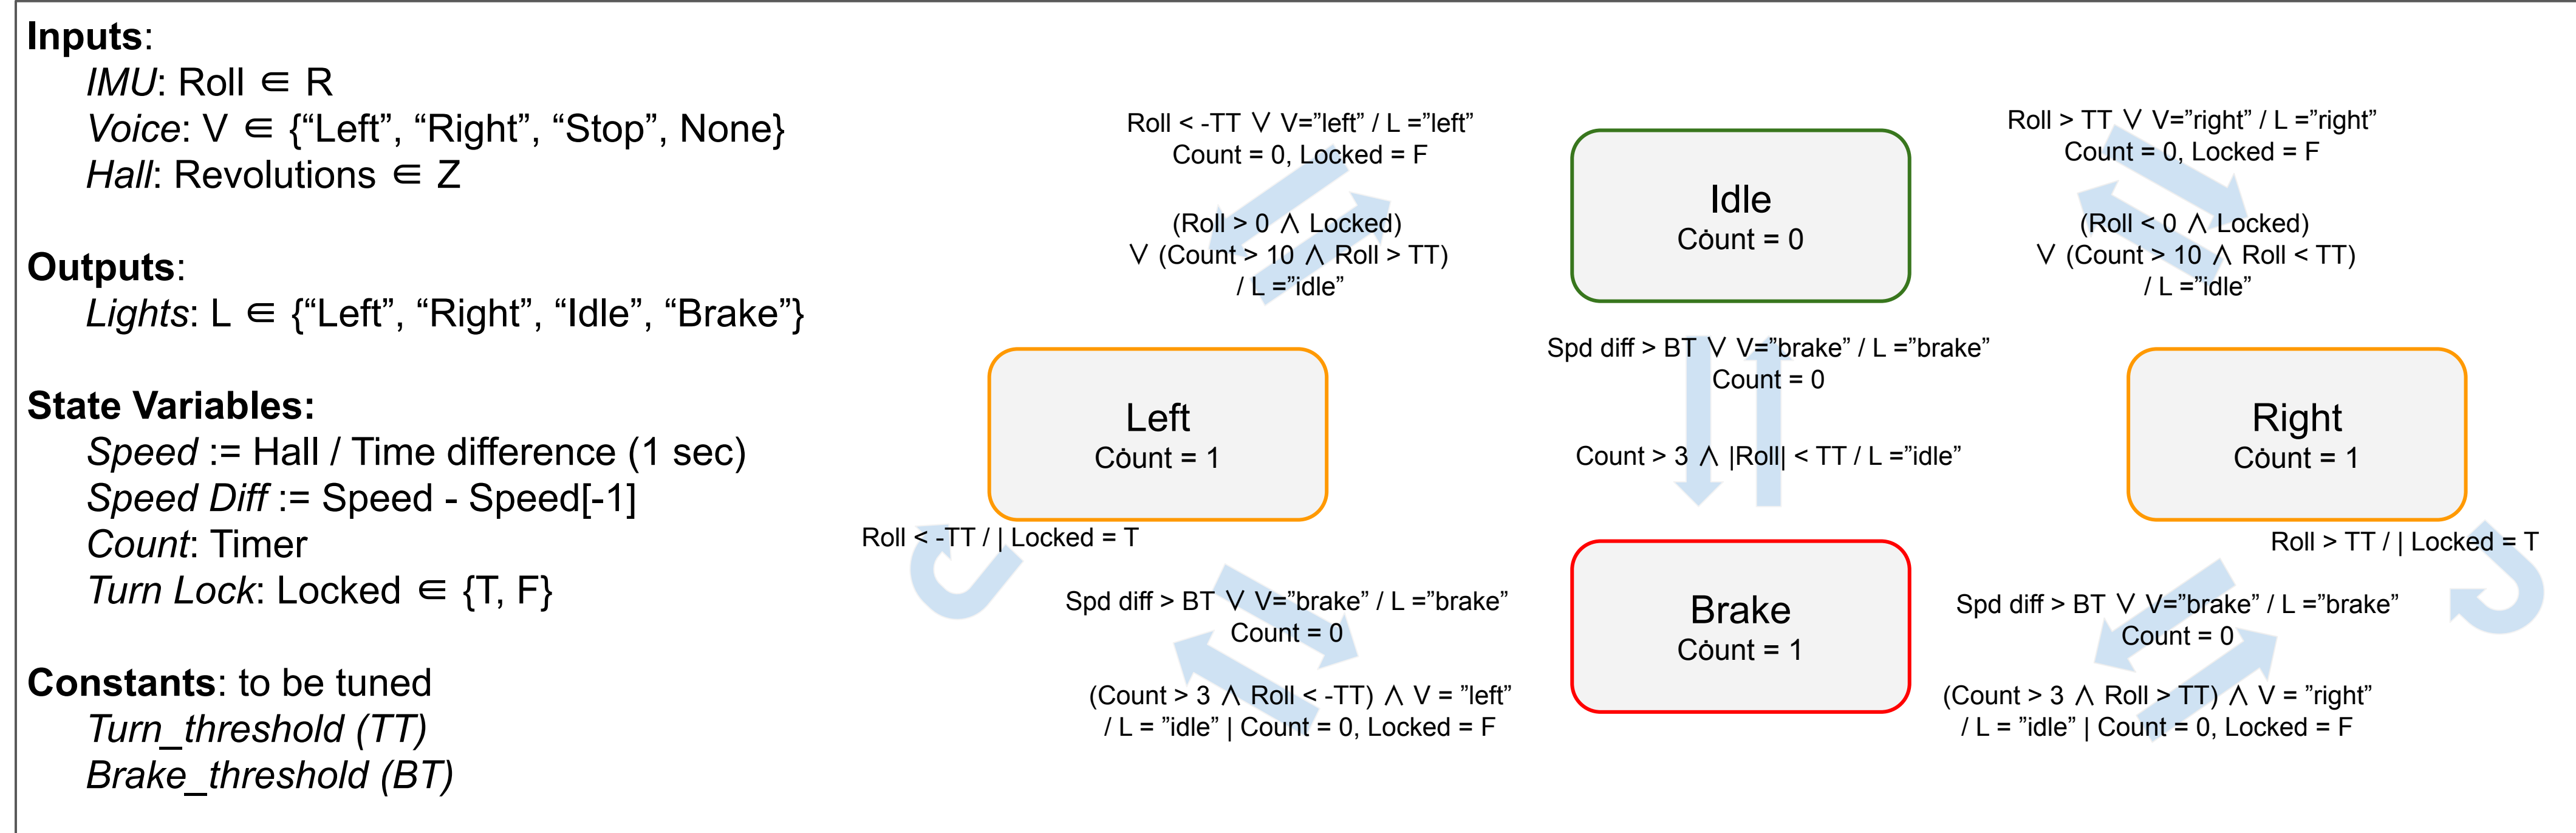 Inputs:
IMU: Roll ∈ R
Voice: V ∈ {“Left”, “Right”, “Stop”, None}
Hall: Revolutions ∈ Z
Outputs:
Lights: L ∈ {“Left”, “Right”, “Idle”, “Brake”}
State Variables:
Speed := Hall / Time difference (1 sec)
Speed Diff := Speed - Speed[-1]
Count: Timer
Turn Lock: Locked ∈ {T, F}
Constants: to be tuned
Turn_threshold (TT)
Brake_threshold (BT)
Roll < -TT ∨ V=”left” / L =”left”
Count = 0, Locked = F
(Roll > 0 ∧ Locked)
∨ (Count > 10 ∧ Roll > TT)
/ L =”idle”
Idle
Cȯunt = 0
Roll > TT ∨ V=”right” / L =”right”
Count = 0, Locked = F
(Roll < 0 ∧ Locked)
∨ (Count > 10 ∧ Roll < TT)
/ L =”idle”
Spd diff > BT ∨ V=”brake” / L =”brake”
Count = 0
Count > 3 ∧ |Roll| < TT / L =”idle”
Left
Cȯunt = 1
Roll < -TT / | Locked = T
Right
Cȯunt = 1
Roll > TT / | Locked = T
Spd diff > BT ∨ V=”brake” / L =”brake”
Count = 0
(Count > 3 ∧ Roll < -TT) ∧ V = ”left”
/ L = ”idle” | Count = 0, Locked = F
Brake
Cȯunt = 1
Spd diff > BT ∨ V=”brake” / L =”brake”
Count = 0
(Count > 3 ∧ Roll > TT) ∧ V = ”right”
/ L = ”idle” | Count = 0, Locked = F